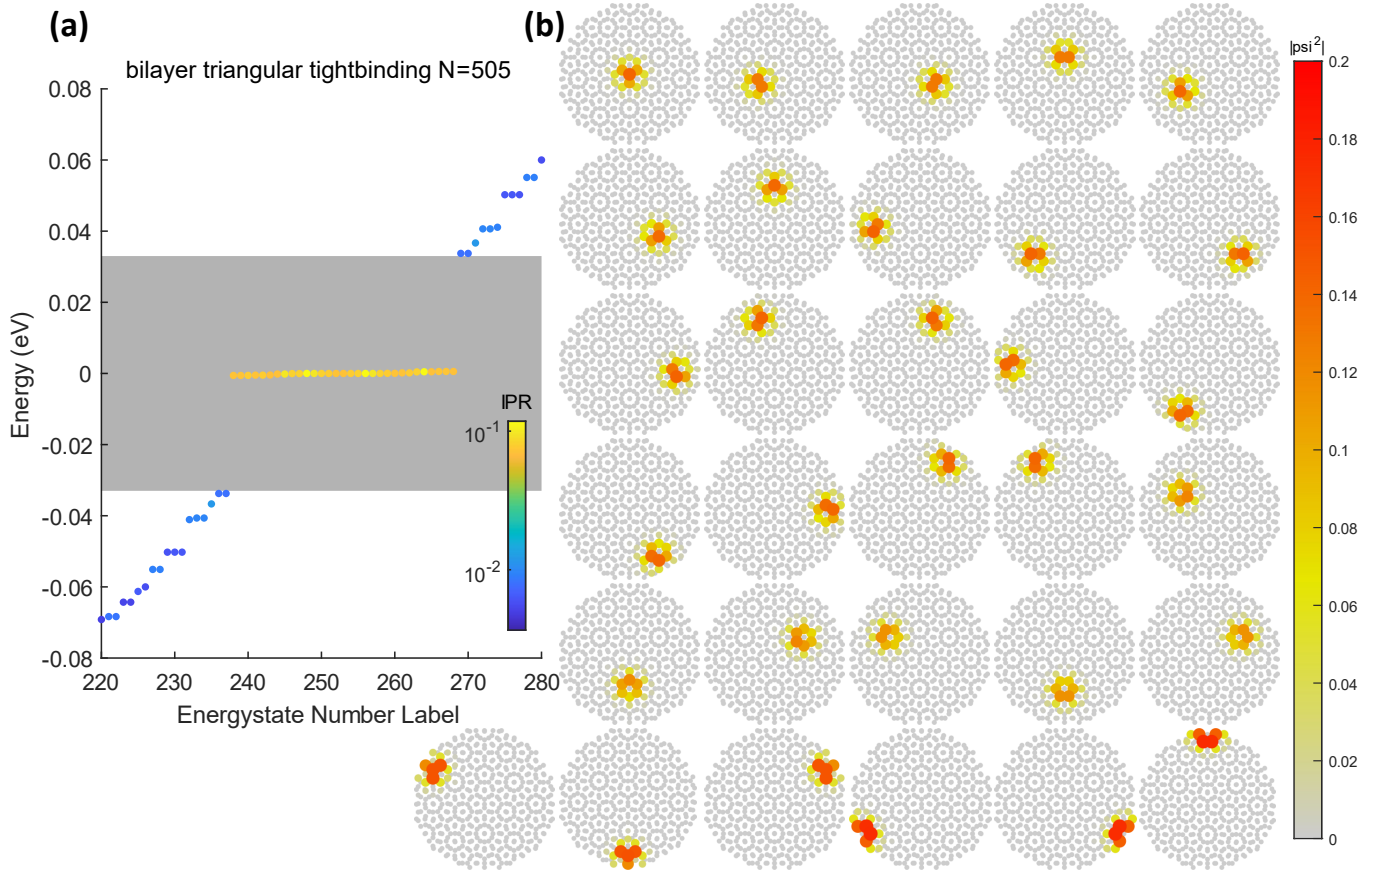 (a)
(b)
bilayer triangular tightbinding N=505
0.08
0.06
0.04
0.02
0
-0.02
-0.04
-0.06
-0.08
Energy (eV)
220 230 240 250 260 270 280
Energystate Number Label
IPR
10-1
10-2
|psi2|
0.2
0.18
0.16
0.14
0.12
0.1
0.08
0.06
0.04
0.02
0